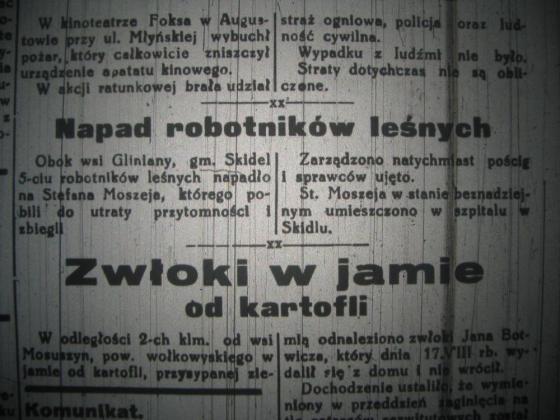 W kinoteatrze Foksa w Augus-
towie przy ul. Młyńskiej wybuchł
pożar, który całkowicie zniszczył
urządzenie aparatu kinowego.
W akcji ratunkowej brała udział
straż ogniowa, policja oraz lud-
ność cywilna.
Wypadku z ludźmi nie było.
Straty dotychczas nie są obli-
czone.
xx
Napad robotników leśnych
Obok wsi Gliniany, gm. Skidel
5-ciu robotników leśnych napadło
na Stefana Moszeja, którego po-
bili do utraty przytomności i
zbiegli
Zarządzono natychmiast pościg
i sprawców ujęto.
St. Moszeja w stanie beznadziej-
nym umieszczono w szpitalu w
Skidlu.
xx
Zwłoki w jamie
od kartofli
W odległości 2-ch klm. od wsi
Mosuszyn, pow. wołkowyskiego w
jamie od kartofli, przysypanej zie-
mią odnaleziono zwłoki Jana Bot-
wicza, który dnia 17.VIII rb. wy-
dalił się z domu i nie wrócił.
Dochodzenie ustaliło, że wymie-
niony w przeddzień zaginięcia na
Komunikat.